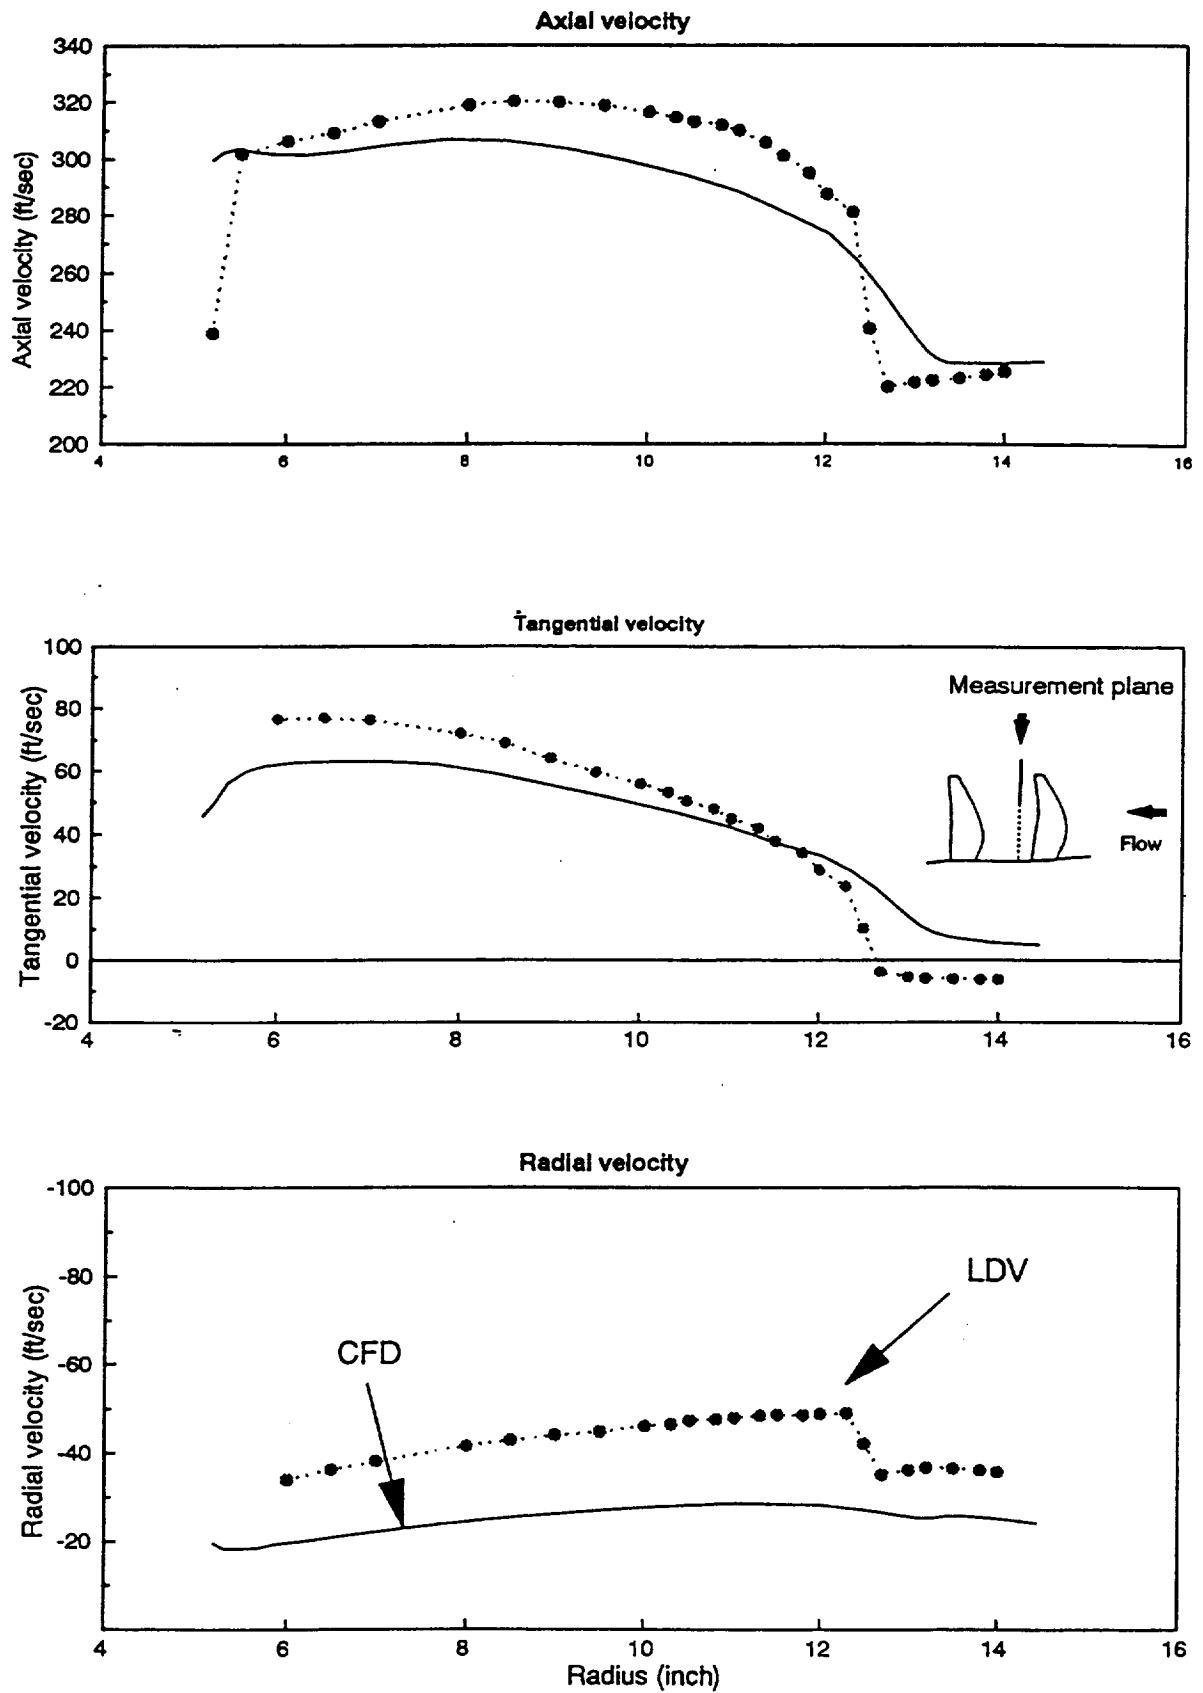 Axial velocity
340
320
300
280
260
240
220
200
Axial velocity (ft/sec)
4 6 8 10 12 14 16
Tangential velocity
100
80
60
40
20
0
-20
Tangential velocity (ft/sec)
Measurement plane
Flow
4 6 8 10 12 14 16
Radial velocity
-100
-80
-60
-40
-20
Radial velocity (ft/sec)
LDV
CFD
4 6 8 10 12 14 16
Radius (inch)